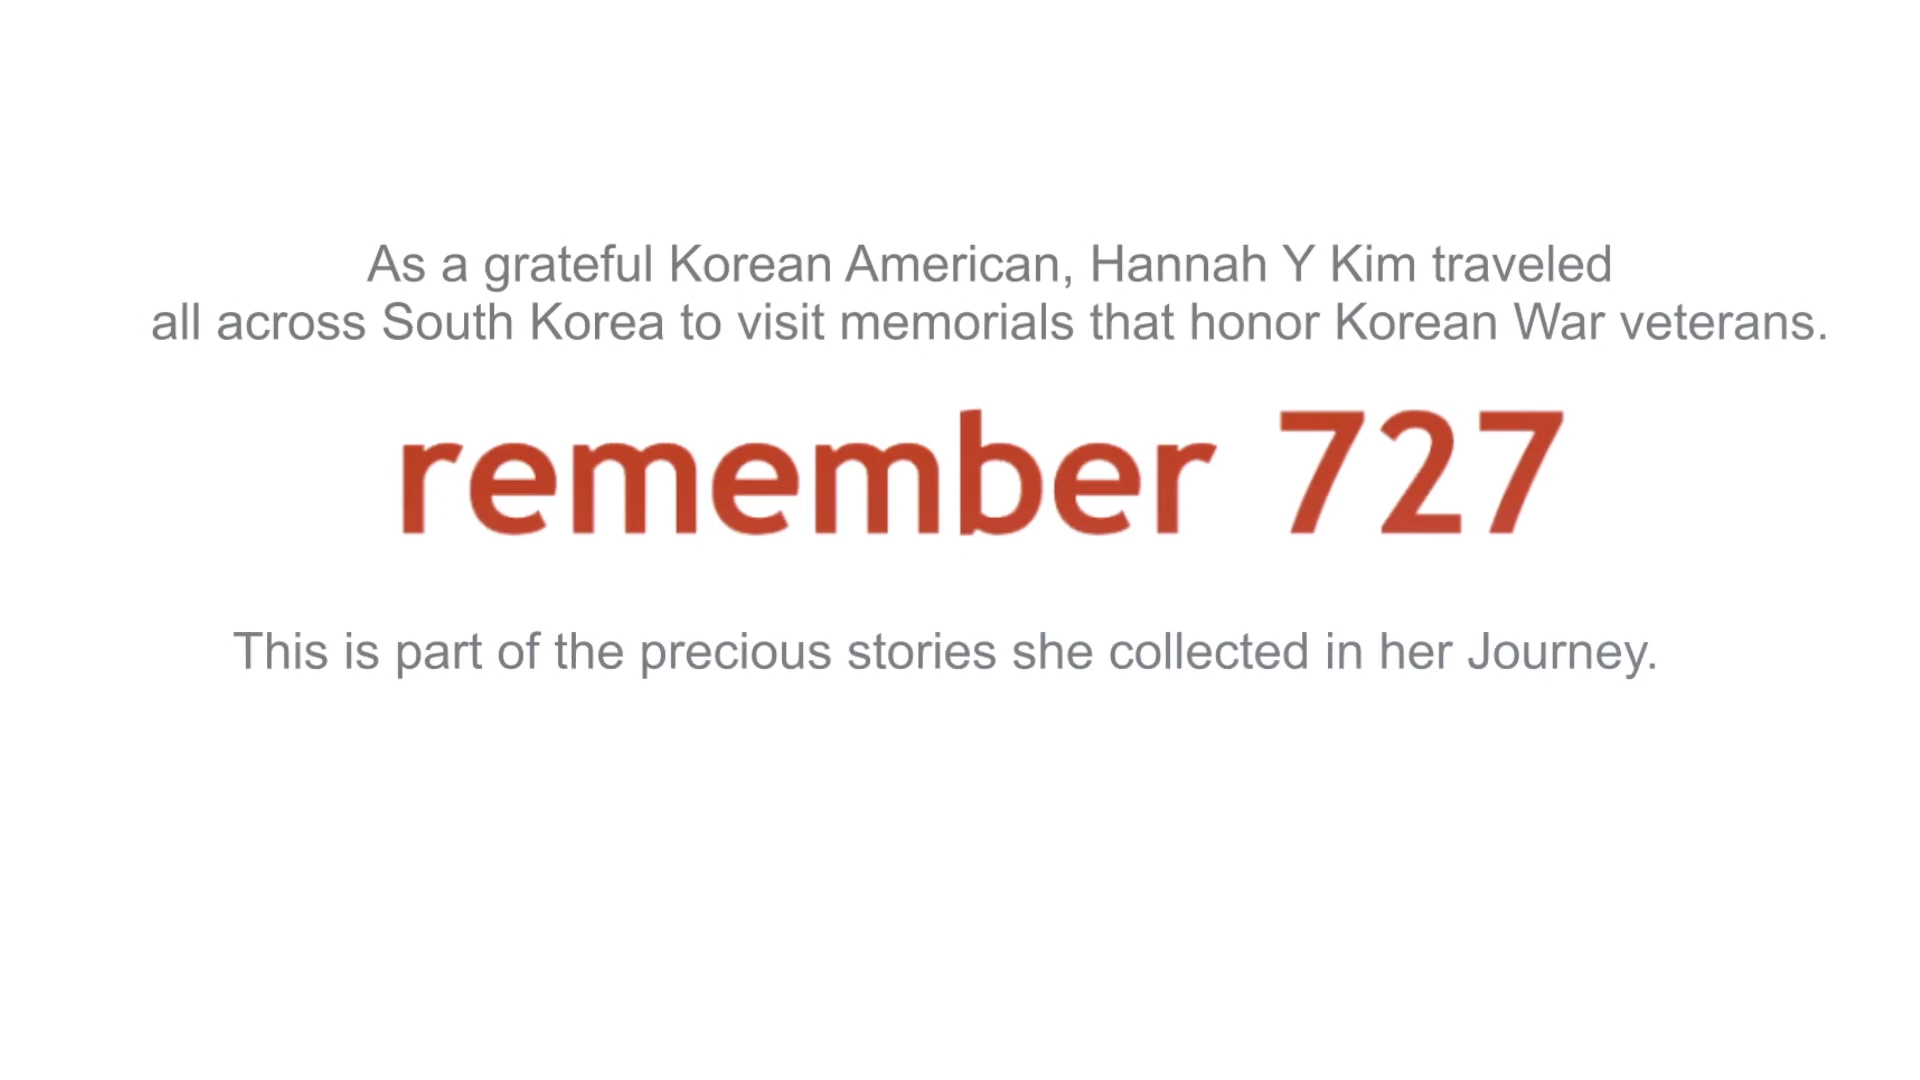 As a grateful Korean American, Hannah Y Kim traveled
all across South Korea to visit memorials that honor Korean War veterans.
remember 727
This is part of the precious stories she collected in her Journey.